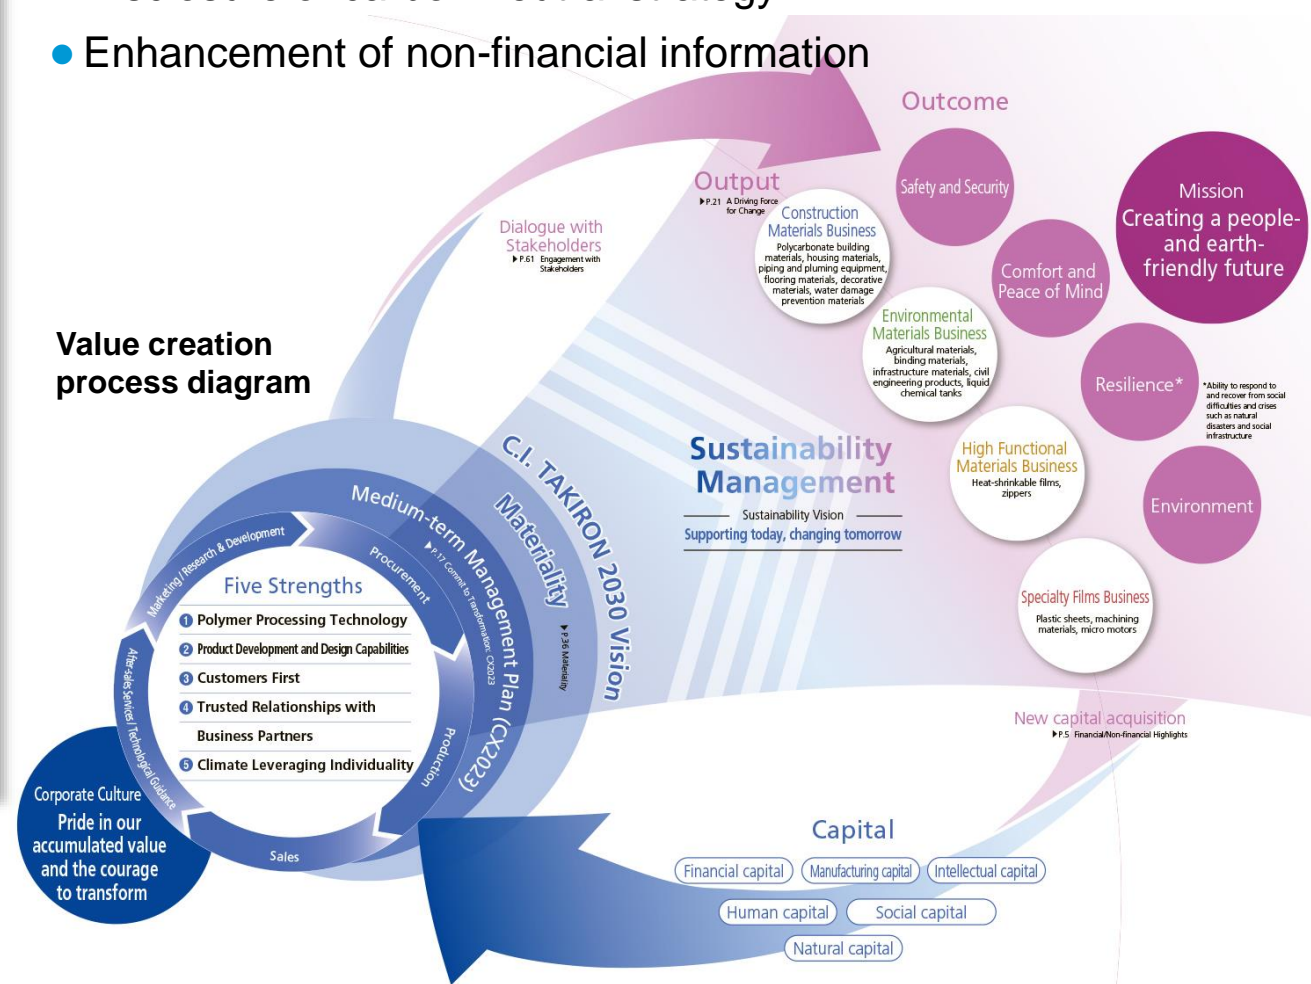 ● Enhancement of non-financial information
Outcome
Safety and Security
Mission
Creating a people-
and earth-
friendly future
Output
▶P.21 A Driving Force
for Change
Construction
Materials Business
Polycarbonate building
materials, housing materials,
piping and pluming equipment,
flooring materials, decorative
materials, water damage
prevention materials
Comfort and
Peace of Mind
Dialogue with
Stakeholders
▶P.61 Engagement with
Stakeholders
Environmental
Materials Business
Agricultural materials,
binding materials,
infrastructure materials, civil
engineering products, liquid
chemical tanks
Resilience*
*Ability to respond to
and recover from social
difficulties and crises
such as natural
disasters and social
infrastructure
Value creation
process diagram
High Functional
Materials Business
Heat-shrinkable films,
zippers
Environment
Sustainability
Management
Sustainability Vision
Supporting today, changing tomorrow
Specialty Films Business
Plastic sheets, machining
materials, micro motors
C.I. TAKIRON 2030 Vision
Materiality
▶P.36 Materiality
Medium-term Management Plan (CX2023)
▶P.17 Commit to Transformation: CX2023
Marketing / Research & Development
Procurement
Production
Sales
After-sales Services / Technological Guidance
Five Strengths
1 Polymer Processing Technology
2 Product Development and Design Capabilities
3 Customers First
4 Trusted Relationships with
Business Partners
5 Climate Leveraging Individuality
New capital acquisition
▶P.5 Financial/Non-financial Highlights
Corporate Culture
Pride in our
accumulated value
and the courage
to transform
Capital
Financial capital
Manufacturing capital
Intellectual capital
Human capital
Social capital
Natural capital